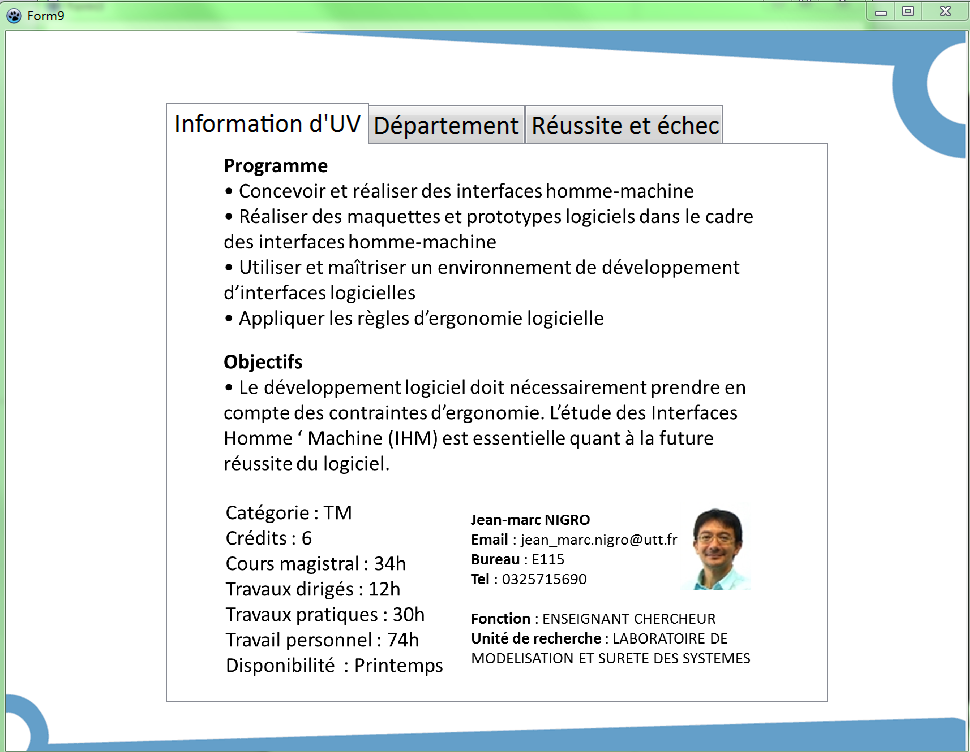 Form9
Information d'UV
Département
Réussite et échec
Programme
• Concevoir et réaliser des interfaces homme-machine
• Réaliser des maquettes et prototypes logiciels dans le cadre
des interfaces homme-machine
• Utiliser et maîtriser un environnement de développement
d’interfaces logicielles
• Appliquer les règles d’ergonomie logicielle
Objectifs
• Le développement logiciel doit nécessairement prendre en
compte des contraintes d’ergonomie. L’étude des Interfaces
Homme ‘ Machine (IHM) est essentielle quant à la future
réussite du logiciel.
Catégorie : TM
Crédits : 6
Cours magistral : 34h
Travaux dirigés : 12h
Travaux pratiques : 30h
Travail personnel : 74h
Disponibilité : Printemps
Jean-marc NIGRO
Email : jean_marc.nigro@utt.fr
Bureau : E115
Tel : 0325715690
Fonction : ENSEIGNANT CHERCHEUR
Unité de recherche : LABORATOIRE DE
MODELISATION ET SURETE DES SYSTEMES